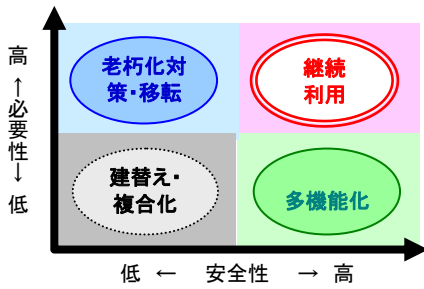 高
↑
必要性
↓
低
老朽化対
策・移転
継続
利用
建替え・
複合化
多機能化
低 ← 安全性 → 高